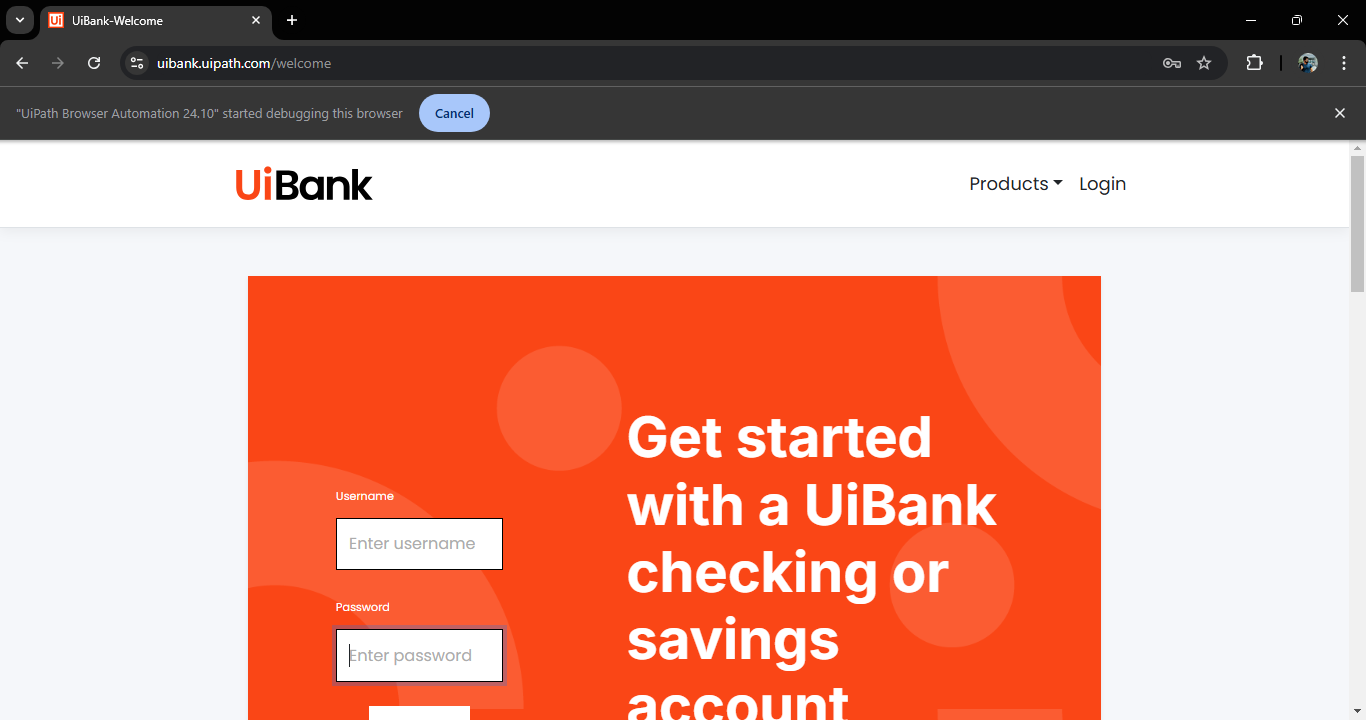 Ui UiBank-Welcome
uibank.uipath.com/welcome
"UiPath Browser Automation 24.10" started debugging this browser Cancel
UiBank Products Login
Get started
with a UiBank
checking or
savings
account
Username
Enter username
Password
Enter password